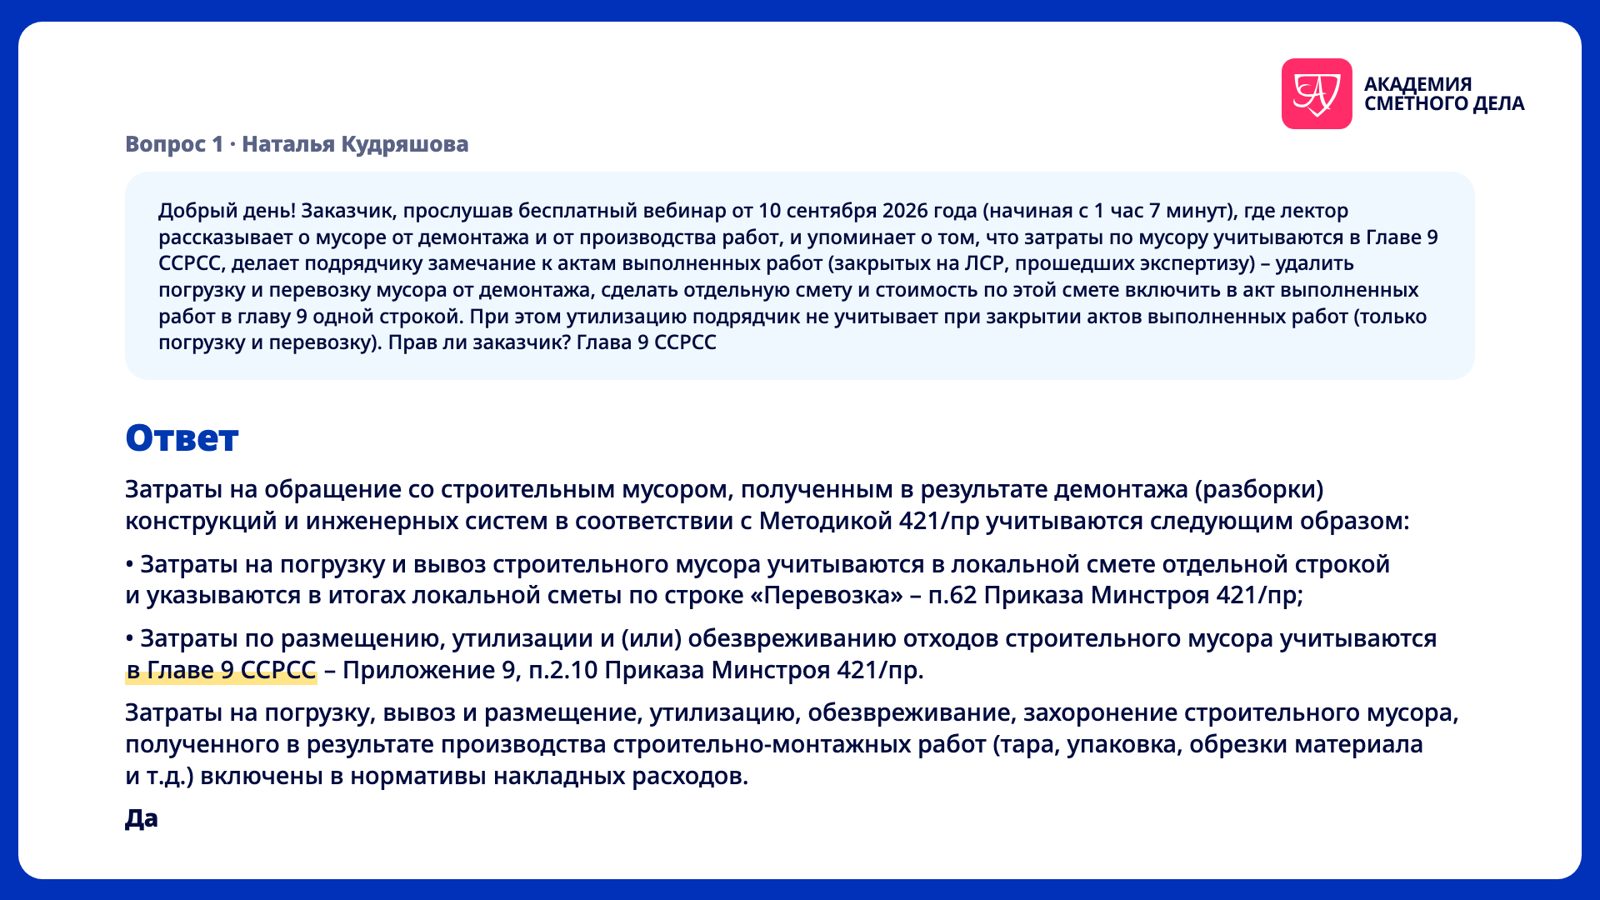 АКАДЕМИЯ
СМЕТНОГО ДЕЛА
Вопрос 1 · Наталья Кудряшова
Добрый день! Заказчик, прослушав бесплатный вебинар от 10 сентября 2026 года (начиная с 1 час 7 минут), где лектор
рассказывает о мусоре от демонтажа и от производства работ, и упоминает о том, что затраты по мусору учитываются в Главе 9
ССРСС, делает подрядчику замечание к актам выполненных работ (закрытых на ЛСР, прошедших экспертизу) – удалить
погрузку и перевозку мусора от демонтажа, сделать отдельную смету и стоимость по этой смете включить в акт выполненных
работ в главу 9 одной строкой. При этом утилизацию подрядчик не учитывает при закрытии актов выполненных работ (только
погрузку и перевозку). Прав ли заказчик? Глава 9 ССРСС
Ответ
Затраты на обращение со строительным мусором, полученным в результате демонтажа (разборки)
конструкций и инженерных систем в соответствии с Методикой 421/пр учитываются следующим образом:
• Затраты на погрузку и вывоз строительного мусора учитываются в локальной смете отдельной строкой
и указываются в итогах локальной сметы по строке «Перевозка» – п.62 Приказа Минстроя 421/пр;
• Затраты по размещению, утилизации и (или) обезвреживанию отходов строительного мусора учитываются
в Главе 9 ССРСС – Приложение 9, п.2.10 Приказа Минстроя 421/пр.
Затраты на погрузку, вывоз и размещение, утилизацию, обезвреживание, захоронение строительного мусора,
полученного в результате производства строительно-монтажных работ (тара, упаковка, обрезки материала
и т.д.) включены в нормативы накладных расходов.
Да